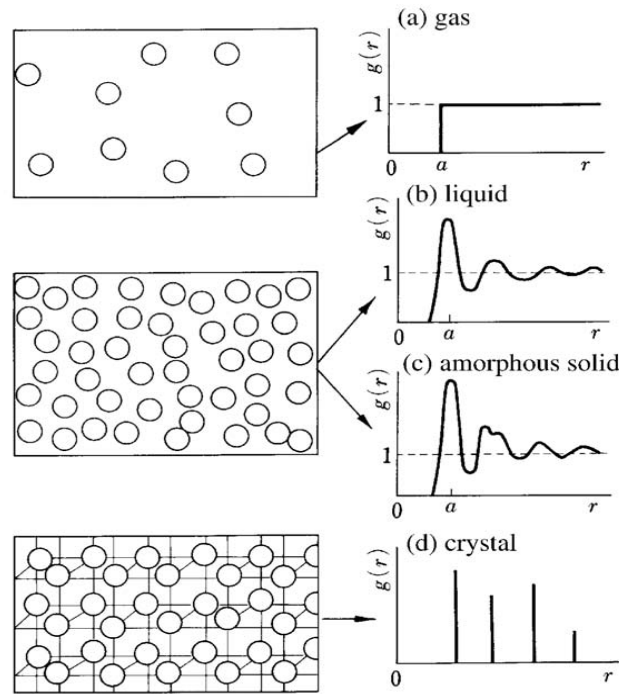 (a) gas
g(r)
1
0 a r
(b) liquid
g(r)
1
0 a r
(c) amorphous solid
g(r)
1
0 a r
(d) crystal
g(r)
0 r